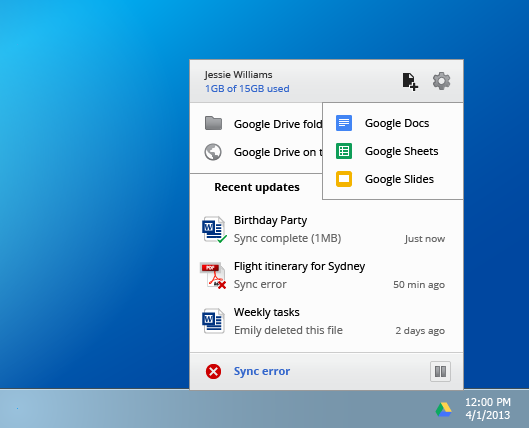 Jessie Williams
1GB of 15GB used
Google Drive fold
Google Drive on t
Google Docs
Google Sheets
Google Slides
Recent updates
Birthday Party
Sync complete (1MB)
Just now
PDF
Flight itinerary for Sydney
Sync error
50 min ago
Weekly tasks
Emily deleted this file
2 days ago
Sync error
12:00 PM
4/1/2013